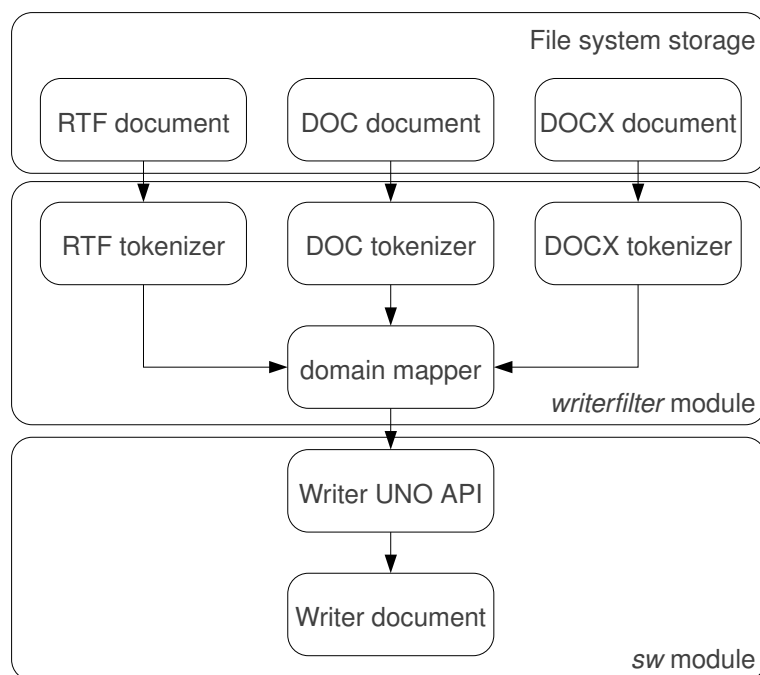 File system storage
RTF document
DOC document
DOCX document
RTF tokenizer
DOC tokenizer
DOCX tokenizer
domain mapper
writerfilter module
Writer UNO API
Writer document
sw module